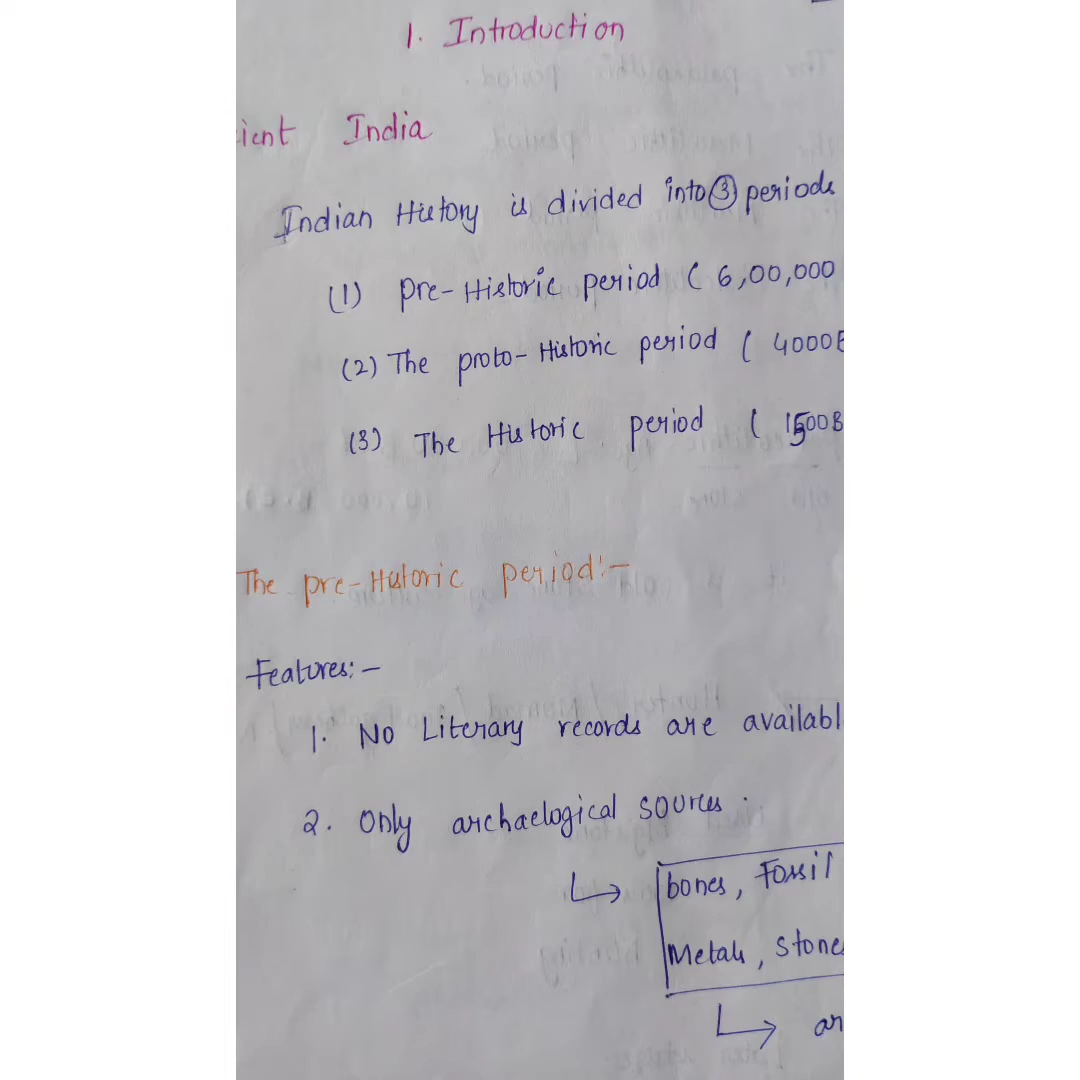 1. Introduction
cient India
Indian History is divided into ③ periods
(1) Pre-Historic period ( 6,00,000
(2) The proto-Historic period ( 4000B
(3) The Historic period ( 1500B
The pre-Historic period:-
Features:-
1. No Literary records are availabl
2. Only archaelogical sources.
↳ bones, Fossil
Metals, Stones
↳ ar